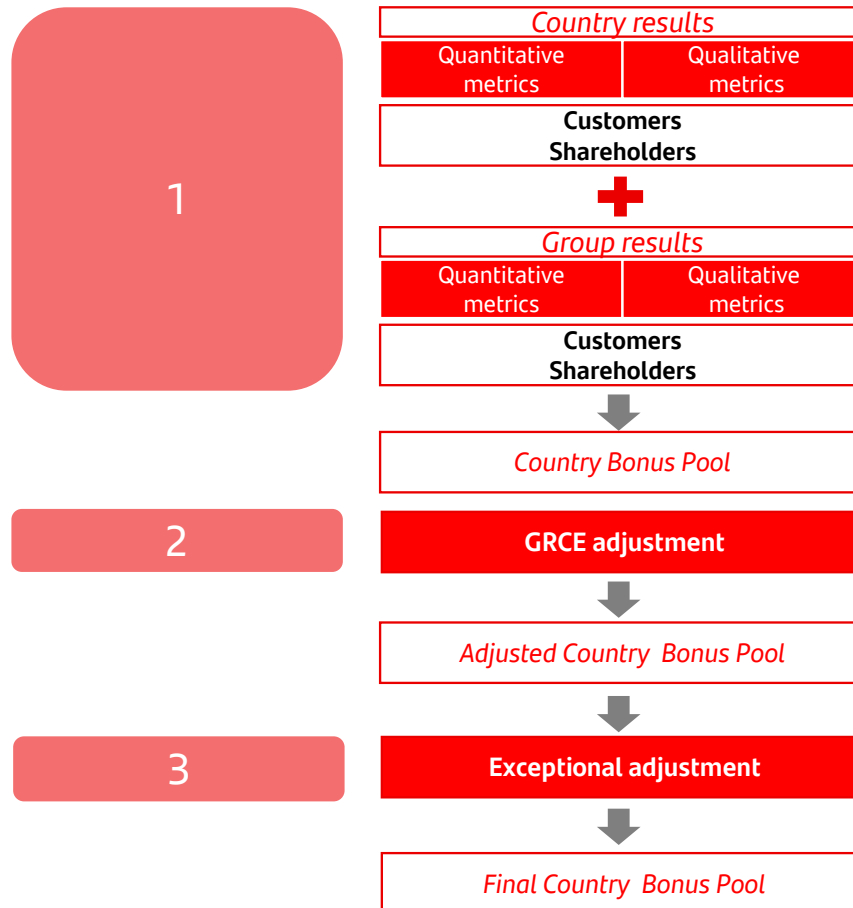 Country results
Quantitative
metrics
Qualitative
metrics
Customers
Shareholders
1
Group results
Quantitative
metrics
Qualitative
metrics
Customers
Shareholders
Country Bonus Pool
2
GRCE adjustment
Adjusted Country Bonus Pool
3
Exceptional adjustment
Final Country Bonus Pool